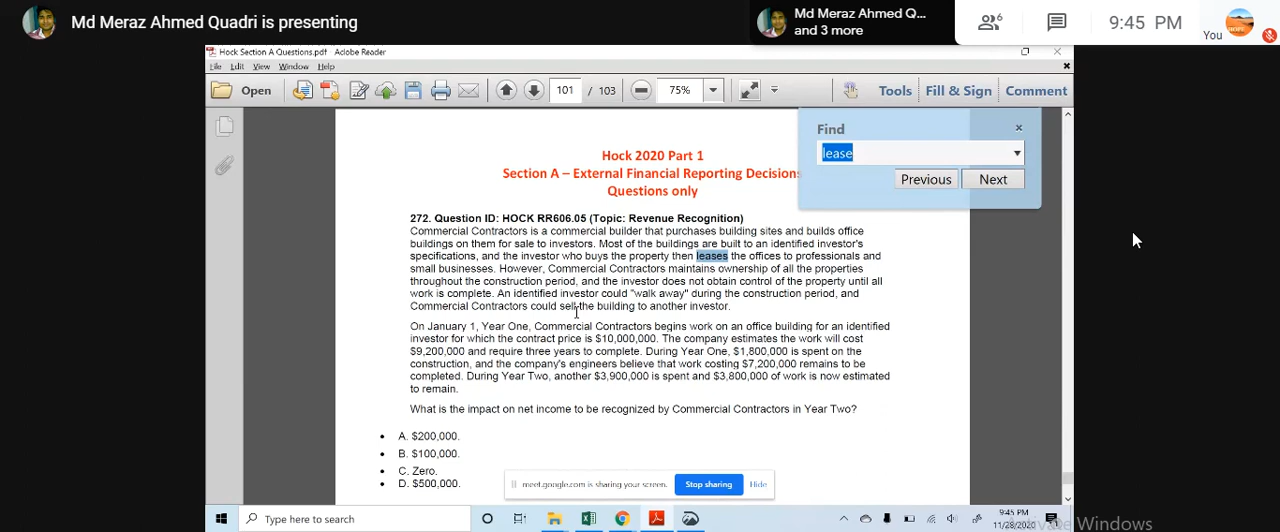 Md Meraz Ahmed Quadri is presenting
Md Meraz Ahmed Q...
and 3 more
6
9:45 PM
You
Hock Section A Questions.pdf - Adobe Reader
File Edit View Window Help
Open
101 / 103
75%
Tools
Fill & Sign
Comment
Find
lease
Previous
Next
Hock 2020 Part 1
Section A – External Financial Reporting Decisions
Questions only
272. Question ID: HOCK RR606.05 (Topic: Revenue Recognition)
Commercial Contractors is a commercial builder that purchases building sites and builds office
buildings on them for sale to investors. Most of the buildings are built to an identified investor's
specifications, and the investor who buys the property then leases the offices to professionals and
small businesses. However, Commercial Contractors maintains ownership of all the properties
throughout the construction period, and the investor does not obtain control of the property until all
work is complete. An identified investor could "walk away" during the construction period, and
Commercial Contractors could sell the building to another investor.
On January 1, Year One, Commercial Contractors begins work on an office building for an identified
investor for which the contract price is $10,000,000. The company estimates the work will cost
$9,200,000 and require three years to complete. During Year One, $1,800,000 is spent on the
construction, and the company's engineers believe that work costing $7,200,000 remains to be
completed. During Year Two, another $3,900,000 is spent and $3,800,000 of work is now estimated
to remain.
What is the impact on net income to be recognized by Commercial Contractors in Year Two?
• A. $200,000.
• B. $100,000.
• C. Zero.
• D. $500,000.
meet.google.com is sharing your screen.
Stop sharing
Hide
Type here to search
9:45 PM
11/28/2020
Windows